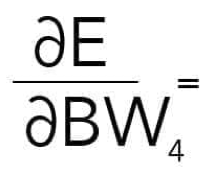 ∂E
∂BW₄ =